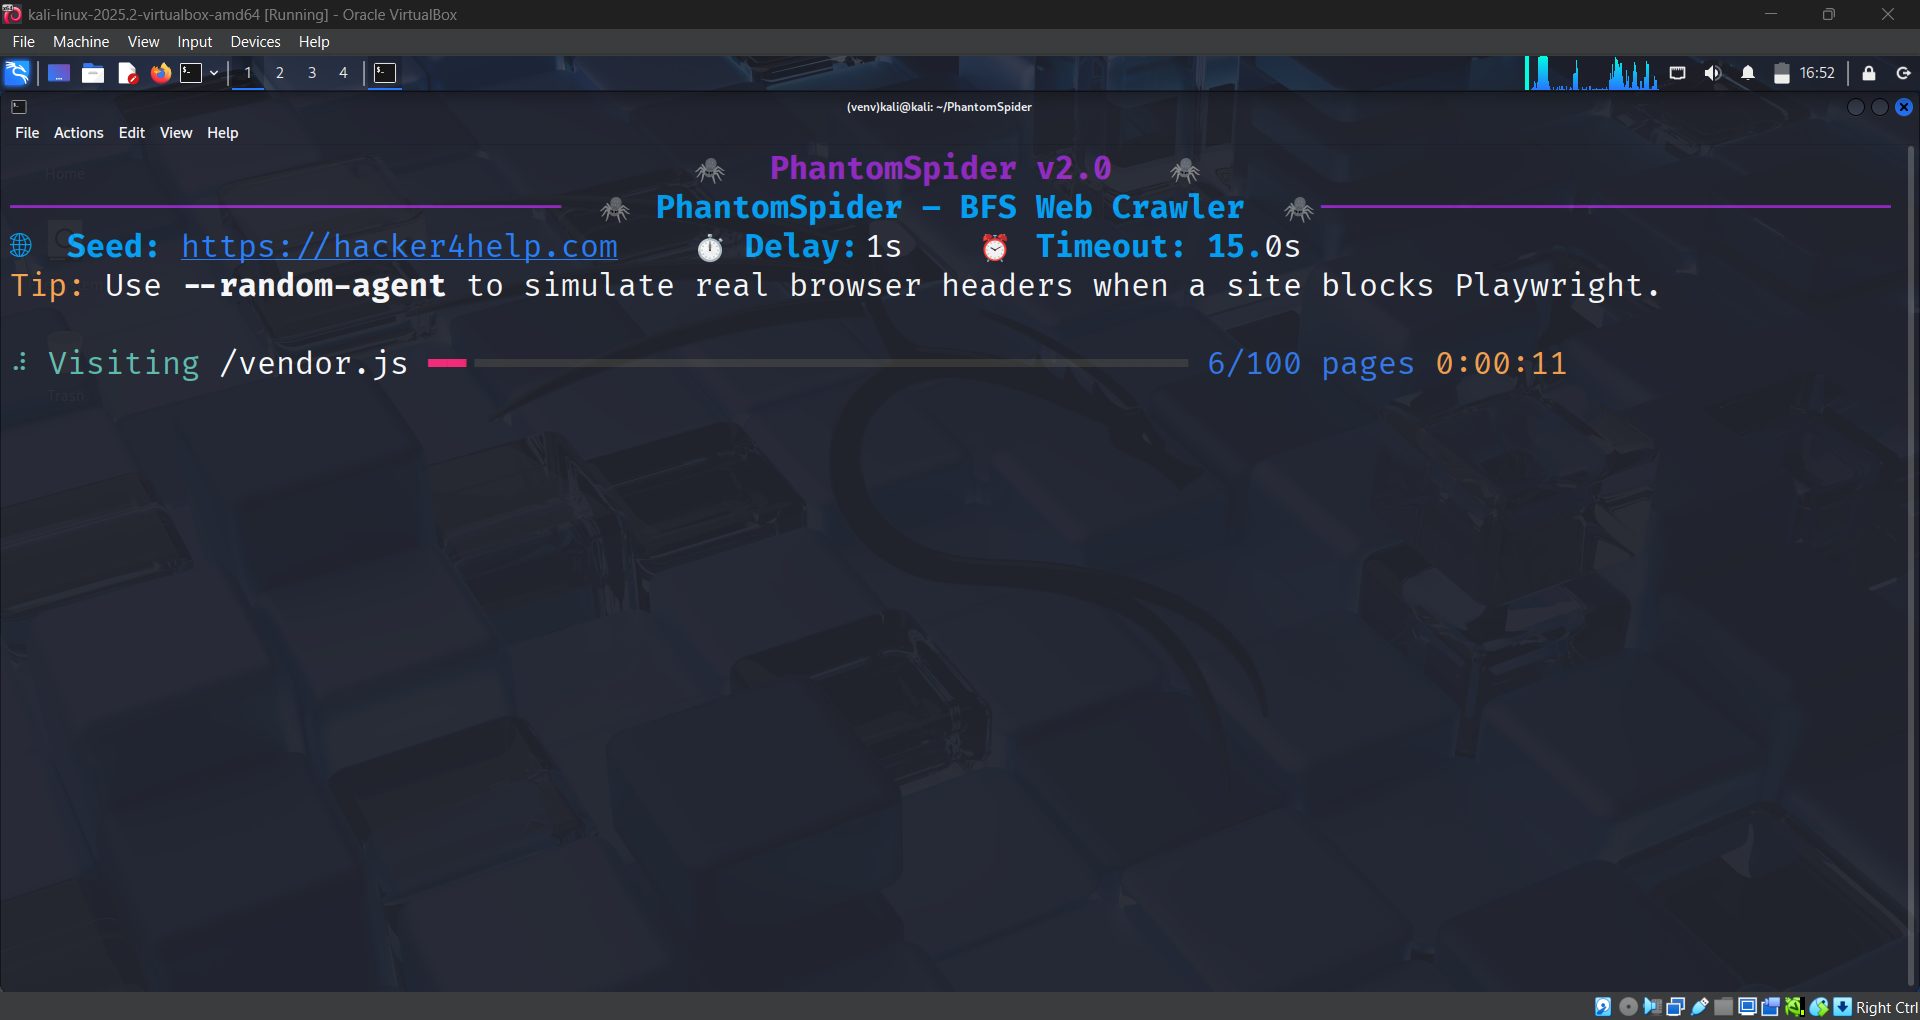 kali-linux-2025.2-virtualbox-amd64 [Running] - Oracle VirtualBox
File Machine View Input Devices Help
1 2 3 4 16:52
(venv)kali@kali: ~/PhantomSpider
File Actions Edit View Help
Home
PhantomSpider v2.0
PhantomSpider – BFS Web Crawler
Seed: https://hacker4help.com Delay: 1s Timeout: 15.0s
Tip: Use --random-agent to simulate real browser headers when a site blocks Playwright.
Visiting /vendor.js 6/100 pages 0:00:11
Trash
Right Ctrl